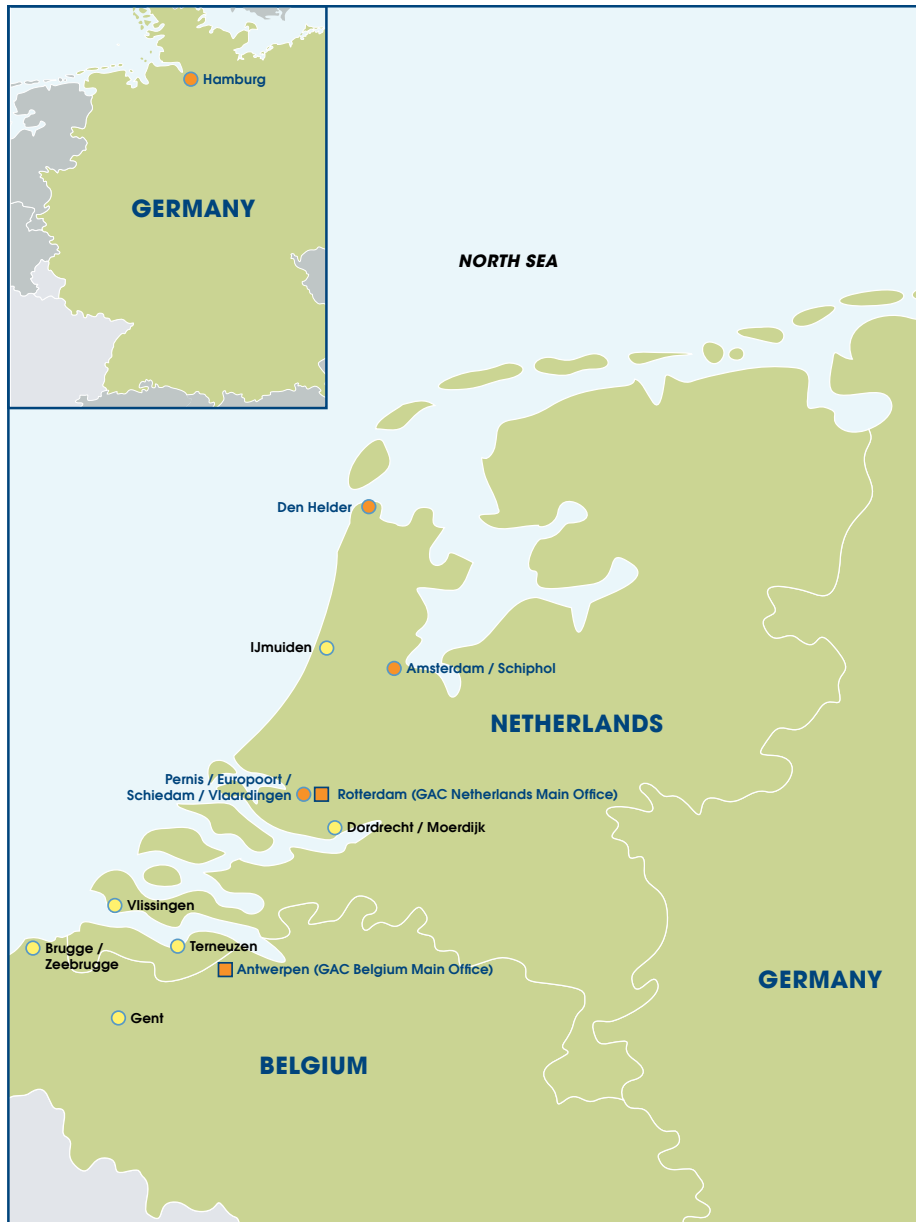 Hamburg
GERMANY
NORTH SEA
Den Helder
IJmuiden
Amsterdam / Schiphol
NETHERLANDS
Pernis / Europoort /
Schiedam / Vlaardingen
Rotterdam (GAC Netherlands Main Office)
Dordrecht / Moerdijk
Vlissingen
Brugge /
Zeebrugge
Terneuzen
Antwerpen (GAC Belgium Main Office)
GERMANY
Gent
BELGIUM